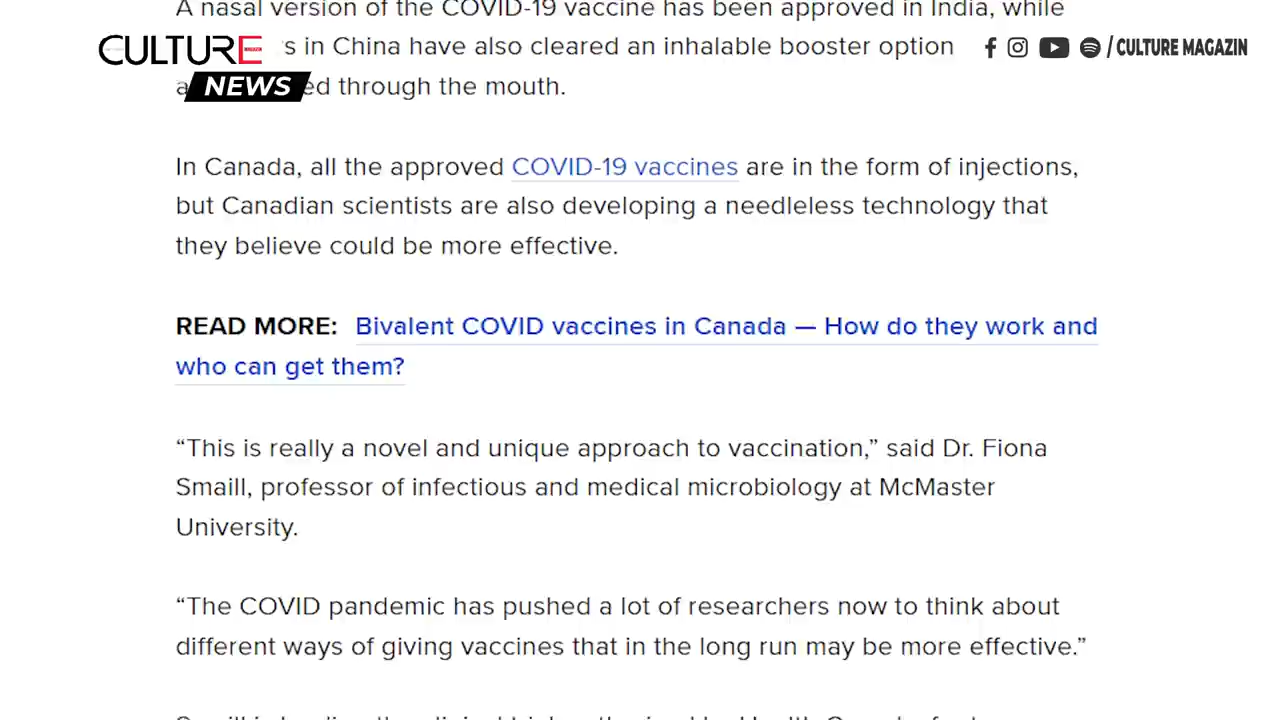 A nasal version of the COVID-19 vaccine has been approved in India, while
CULTURE
s in China have also cleared an inhalable booster option
/ CULTURE MAGAZIN
NEWS
a ed through the mouth.
In Canada, all the approved COVID-19 vaccines are in the form of injections,
but Canadian scientists are also developing a needleless technology that
they believe could be more effective.
READ MORE: Bivalent COVID vaccines in Canada — How do they work and
who can get them?
“This is really a novel and unique approach to vaccination,” said Dr. Fiona
Smaill, professor of infectious and medical microbiology at McMaster
University.
“The COVID pandemic has pushed a lot of researchers now to think about
different ways of giving vaccines that in the long run may be more effective.”